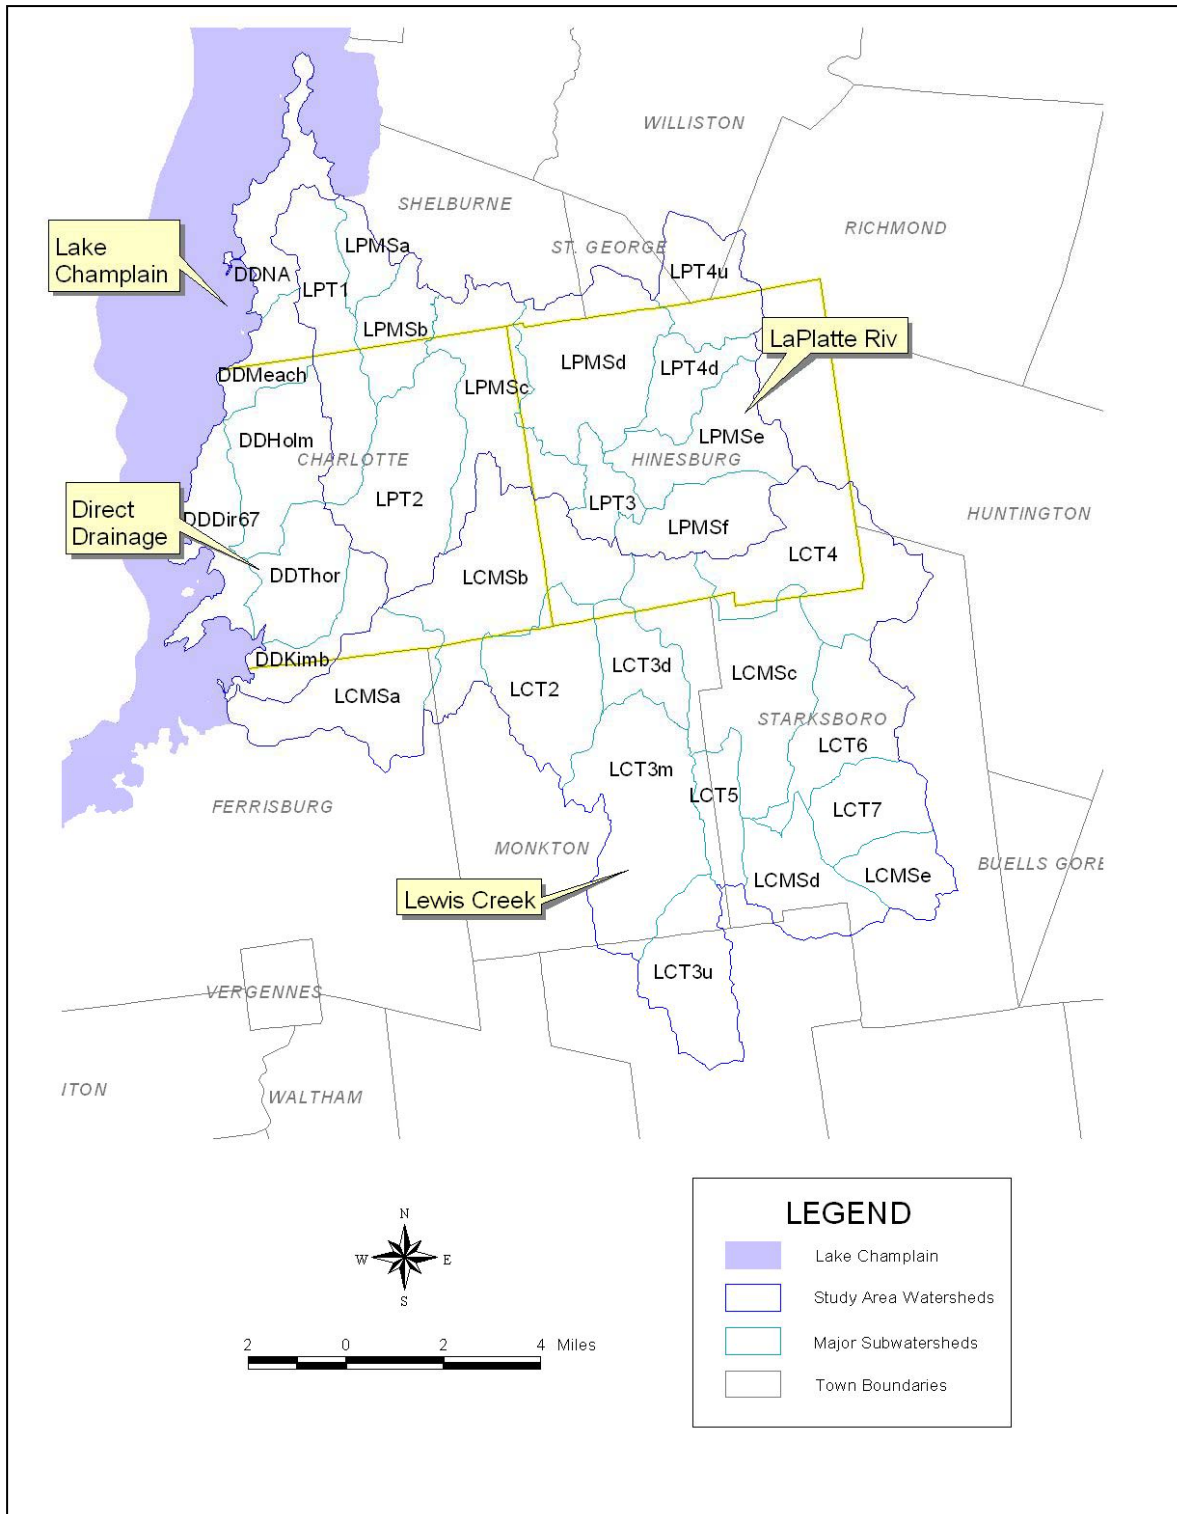 WILLISTON
SHELBURNE
RICHMOND
ST. GEORGE
LPMSa
Lake
Champlain
DDNA
LPT4u
LPT1
LPMSb
LaPlatte Riv
LPMSd
LPT4d
DDMeach
LPMSc
DDHolm
LPMSe
CHARLOTTE
HINESBURG
LPT2
LPT3
Direct
Drainage
DDDir67
HUNTINGTON
LPMSf
LCT4
DDThor
LCMSb
DDKimb
LCT3d
LCMSc
LCT2
LCMSa
STARKSBORO
LCT6
LCT3m
LCT5
FERRISBURG
LCT7
MONKTON
BUELLS GORE
LCMSd
LCMSe
Lewis Creek
LCT3u
VERGENNES
ITON
WALTHAM
N
W
E
S
2 0 2 4 Miles
LEGEND
Lake Champlain
Study Area Watersheds
Major Subwatersheds
Town Boundaries